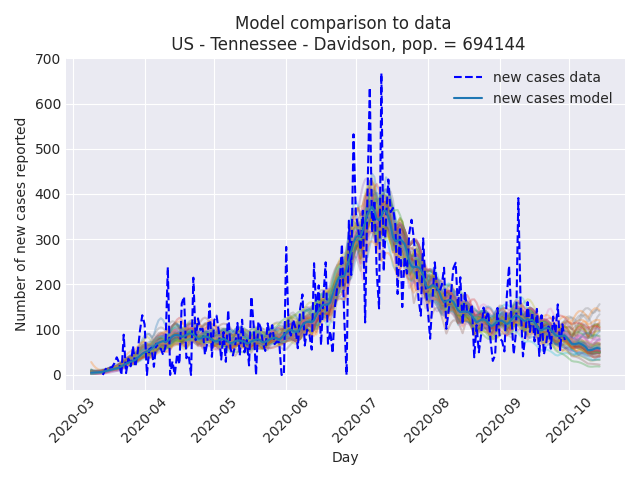 Model comparison to data
US - Tennessee - Davidson, pop. = 694144
700
600
500
400
300
200
100
0
Number of new cases reported
new cases data
new cases model
2020-03
2020-04
2020-05
2020-06
2020-07
2020-08
2020-09
2020-10
Day